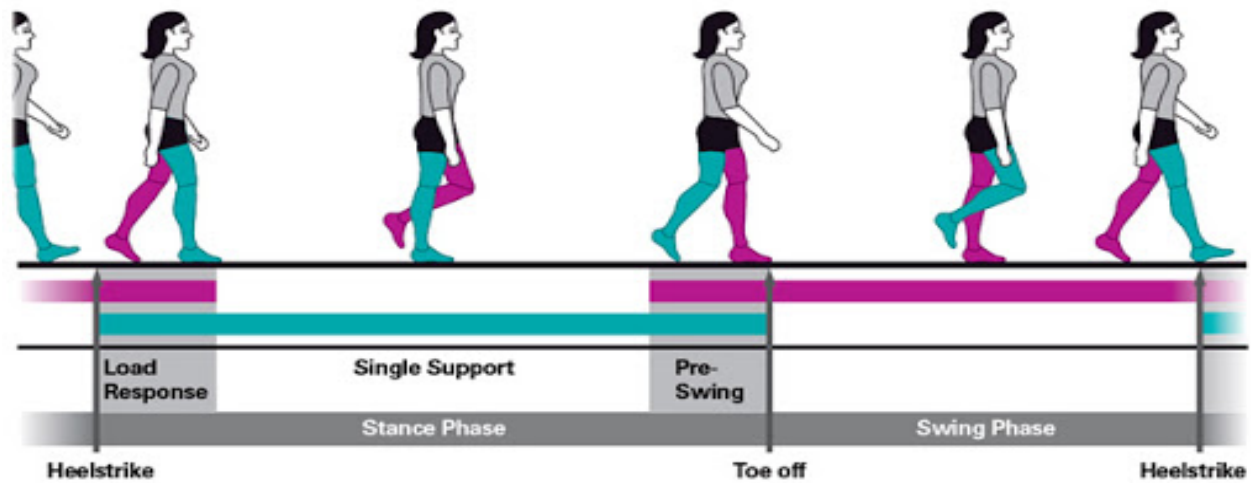 Load
Response
Single Support
Pre-
Swing
Stance Phase
Swing Phase
Heelstrike
Toe off
Heelstrike